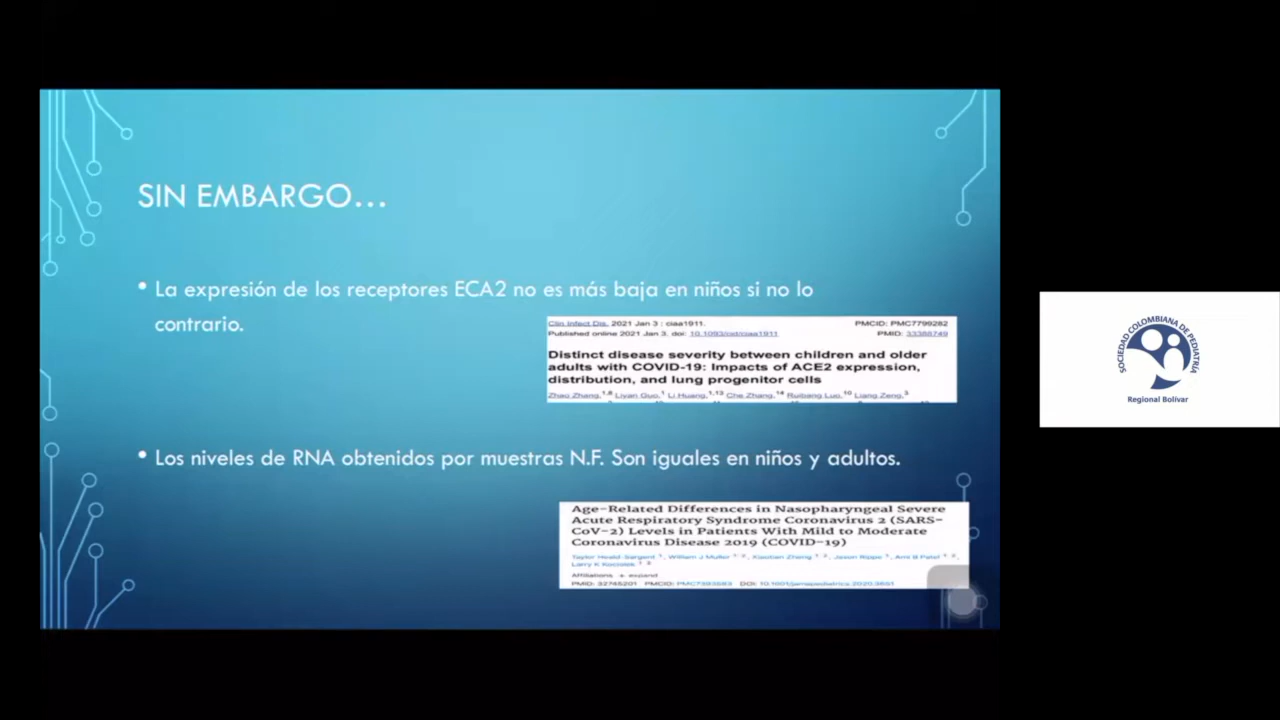 SIN EMBARGO...
• La expresión de los receptores ECA2 no es más baja en niños si no lo
contrario.
Clin Infect Dis. 2021 Jan 3 : ciaa1911. PMCID: PMC7799282
Published online 2021 Jan 3. doi: 10.1093/cid/ciaa1911 PMID: 33388749
Distinct disease severity between children and older
adults with COVID-19: Impacts of ACE2 expression,
distribution, and lung progenitor cells
Zhao Zhang, Liyan Guo, Li Huang, Che Zhang, Ruibang Luo, Liang Zeng,
• Los niveles de RNA obtenidos por muestras N.F. Son iguales en niños y adultos.
Age-Related Differences in Nasopharyngeal Severe
Acute Respiratory Syndrome Coronavirus 2 (SARS-
CoV-2) Levels in Patients With Mild to Moderate
Coronavirus Disease 2019 (COVID-19)
Taylor Heald-Sargent, William J Muller, Xiaotian Zheng, Jason Rippe, Ami B Patel,
Larry K Kociolek
Affiliations + expand
PMID: 32745201 PMCID: DOI: 10.1001/jamapediatrics.2020.3651
SOCIEDAD COLOMBIANA DE PEDIATRÍA
Regional Bolívar